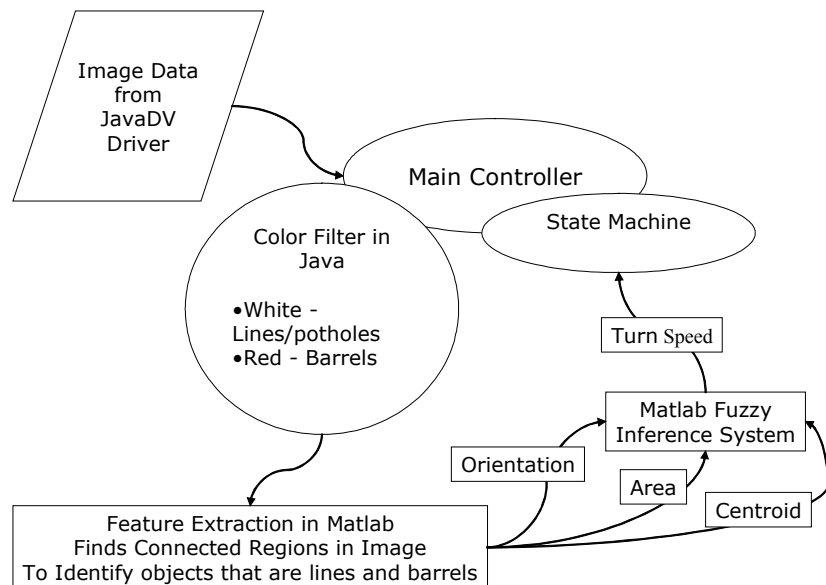 Image Data
from
JavaDV
Driver
Main Controller
State Machine
Color Filter in
Java
•White -
Lines/potholes
•Red - Barrels
Turn Speed
Matlab Fuzzy
Inference System
Orientation
Area
Centroid
Feature Extraction in Matlab
Finds Connected Regions in Image
To Identify objects that are lines and barrels